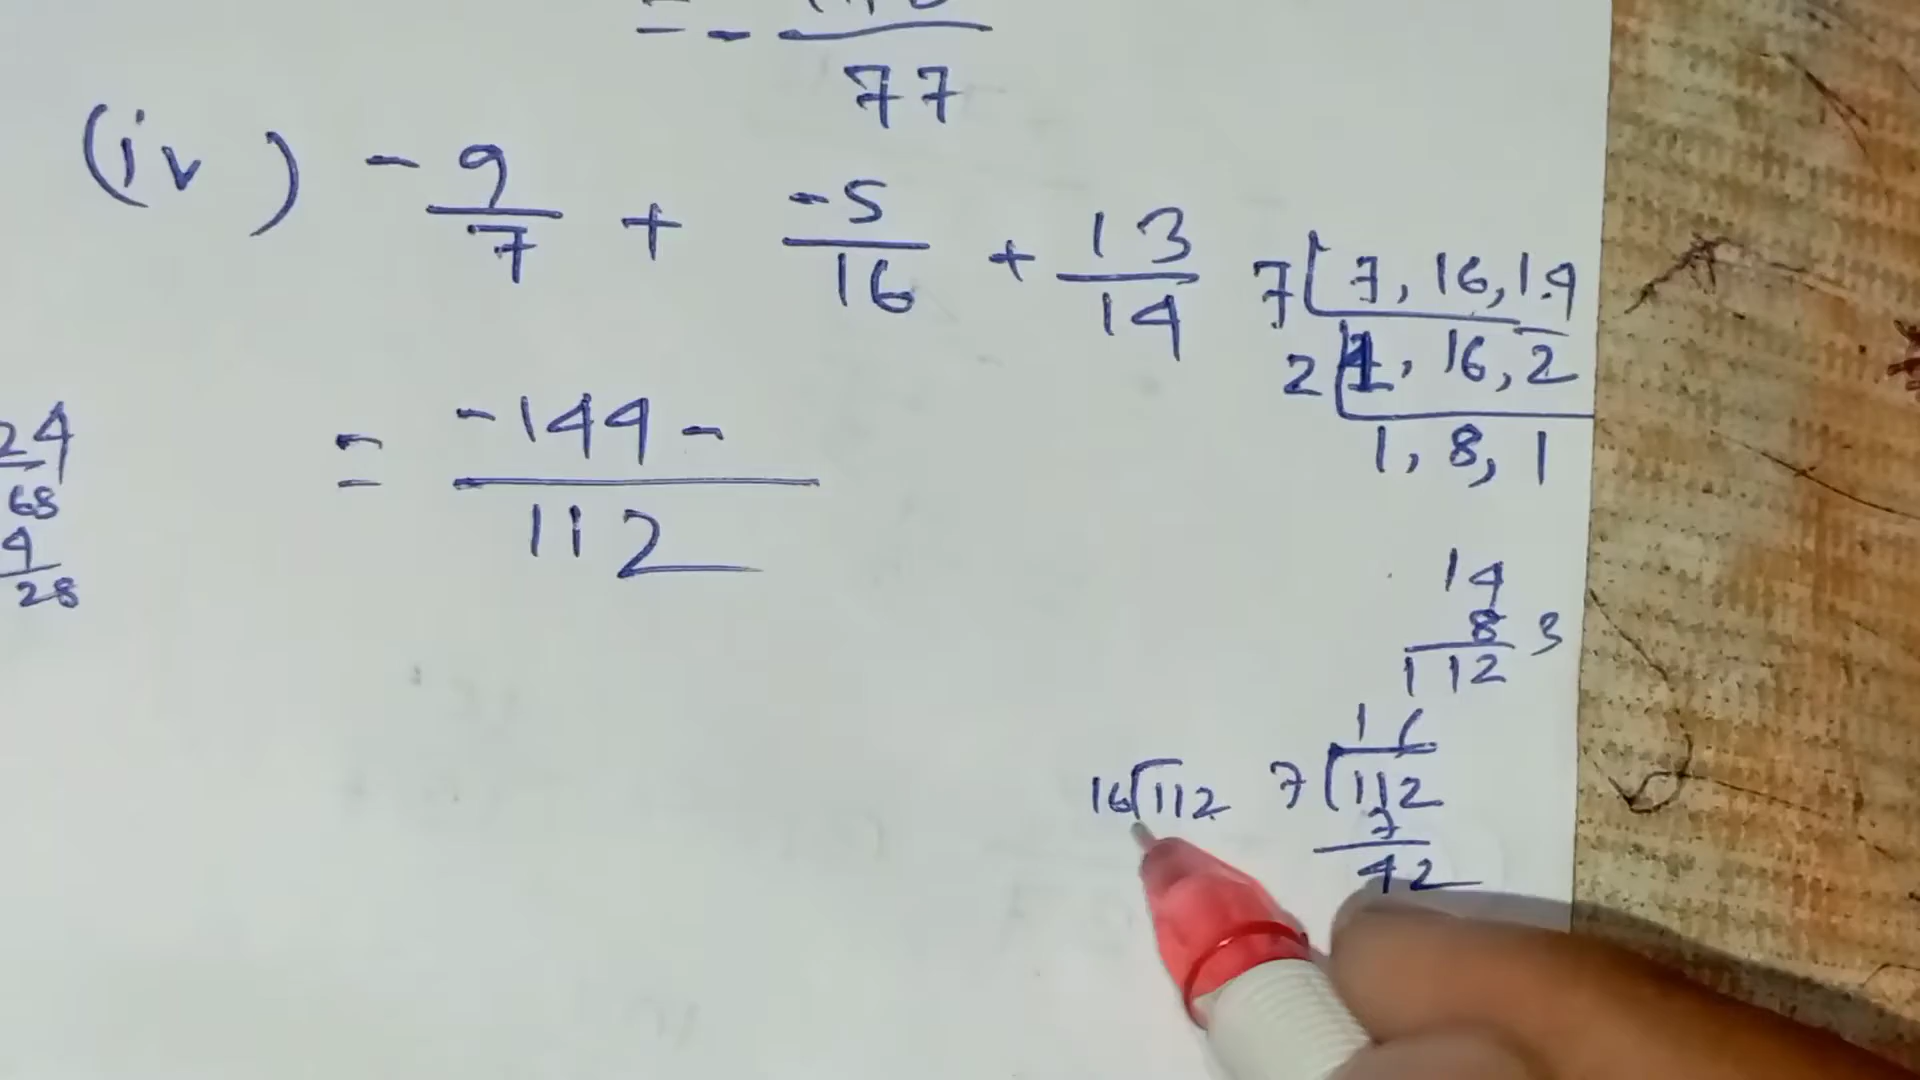 = -
77
(iv) - 9/7 + -5/16 + 13/14
7 | 7, 16, 14
2 | 1, 16, 2
1, 8, 1
= -144 - / 112
24
68
4
28
14
8 3
112
16
16)112 7)112
7
42